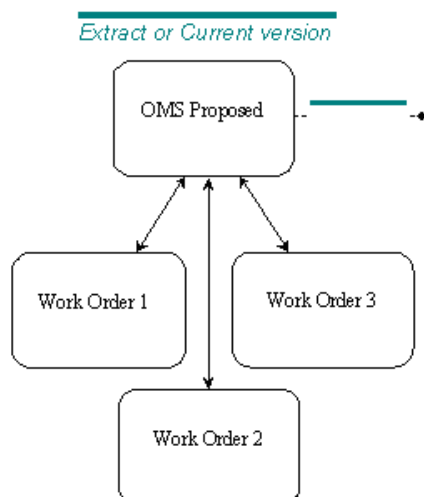 Extract or Current version
OMS Proposed
Work Order 1
Work Order 3
Work Order 2